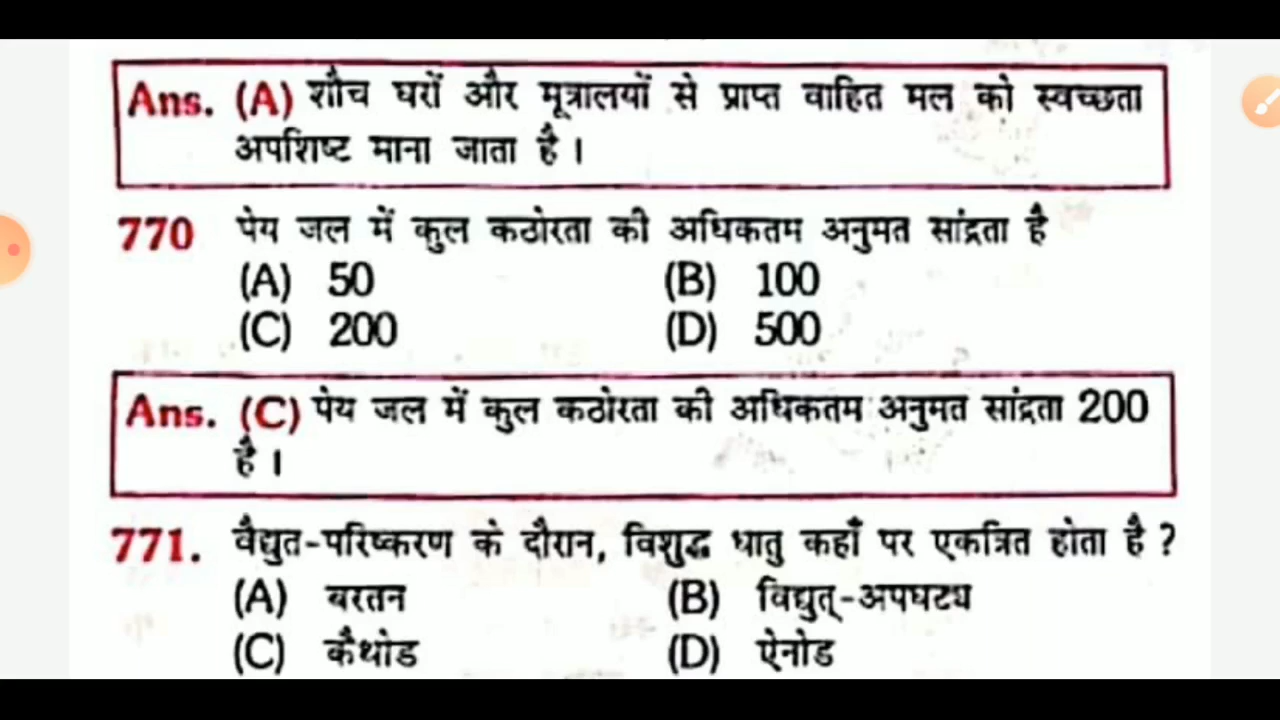 Ans. (A) शौच घरों और मूत्रालयों से प्राप्त वाहित मल को स्वच्छता
अपशिष्ट माना जाता है ।
770 पेय जल में कुल कठोरता की अधिकतम अनुमत सांद्रता है
(A) 50 (B) 100
(C) 200 (D) 500
Ans. (C) पेय जल में कुल कठोरता की अधिकतम अनुमत सांद्रता 200
है ।
771. वैद्युत-परिष्करण के दौरान, विशुद्ध धातु कहाँ पर एकत्रित होता है ?
(A) बरतन (B) विद्युत्-अपघट्य
(C) कैथोड (D) ऐनोड